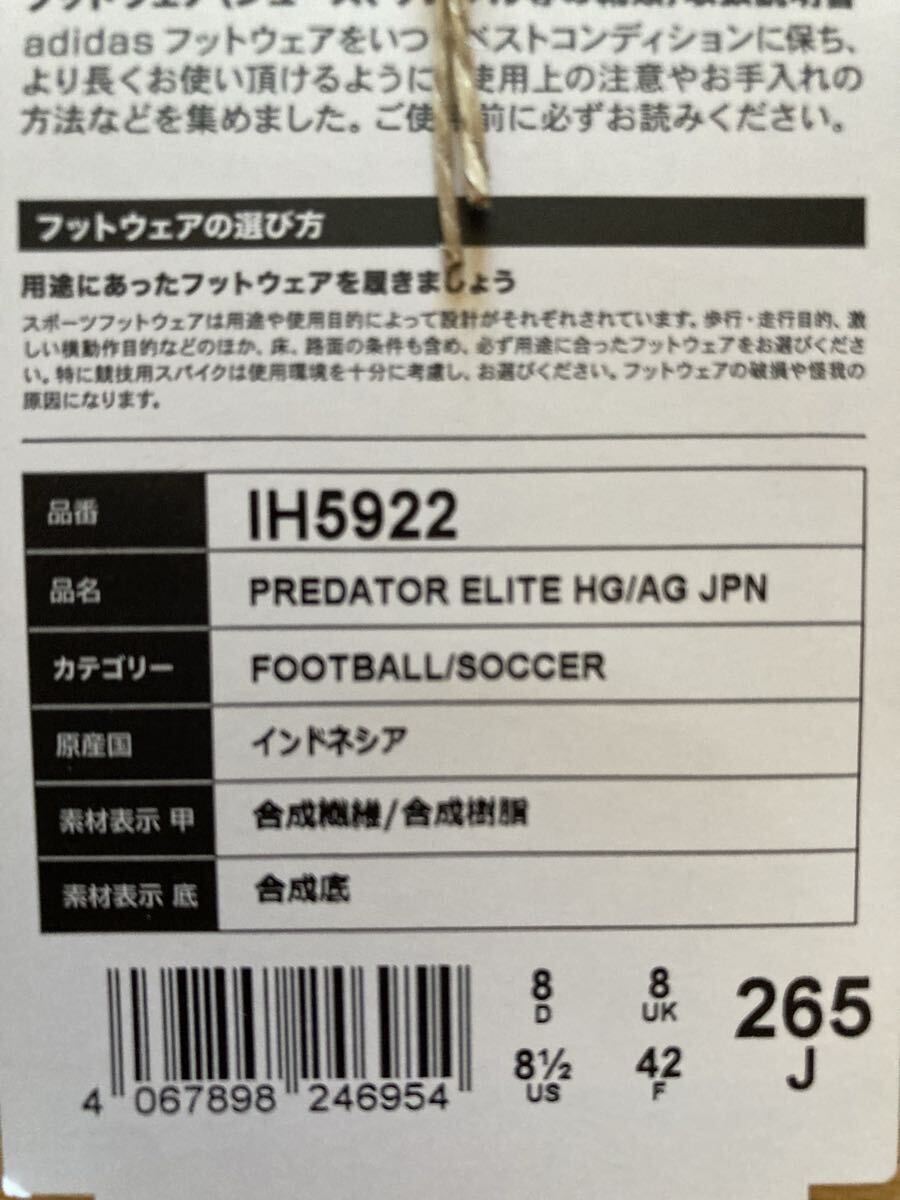 adidas フットウェアをいつ ベストコンディションに保ち、
より長くお使い頂けるように 使用上の注意やお手入れの
方法などを集めました。ご使 前に必ずお読みください。
フットウェアの選び方
用途にあったフットウェアを履きましょう
スポーツフットウェアは用途や使用目的によって設計がそれぞれされています。歩行・走行目的、激
しい横動作目的などのほか、床、路面の条件も含め、必ず用途に合ったフットウェアをお選びくださ
い。特に競技用スパイクは使用環境を十分に考慮し、お選びください。フットウェアの破損や怪我の
原因になります。
品番 IH5922
品名 PREDATOR ELITE HG/AG JPN
カテゴリー FOOTBALL/SOCCER
原産国 インドネシア
素材表示 甲 合成繊維/合成樹脂
素材表示 底 合成底
8 8 265
D UK J
8½ 42
US F
4 067898 246954